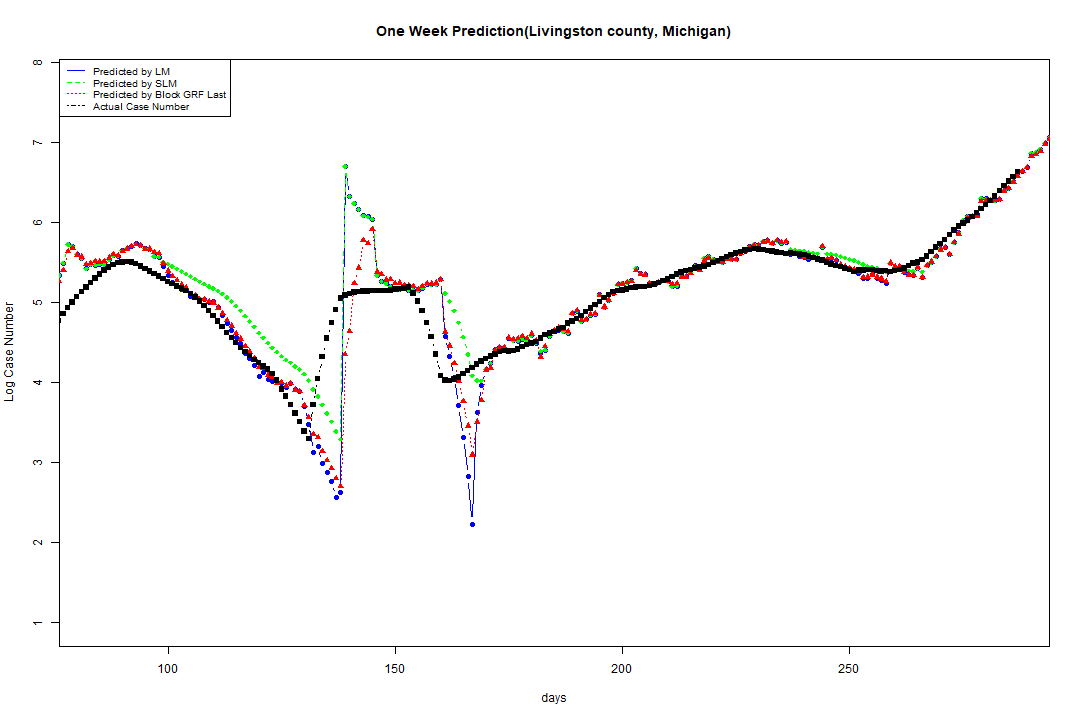 One Week Prediction(Livingston county, Michigan)
Predicted by LM
Predicted by SLM
Predicted by Block GRF Last
Actual Case Number
8
7
6
5
4
3
2
1
Log Case Number
100 150 200 250
days